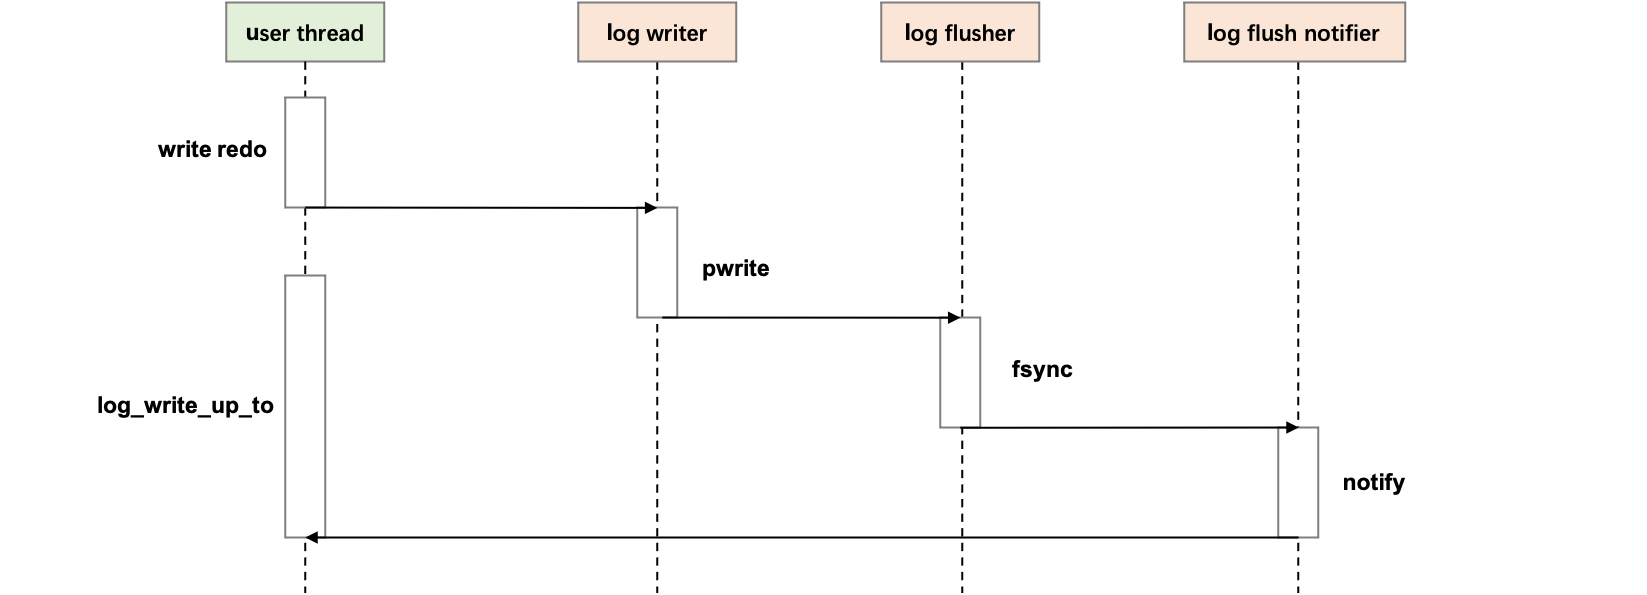 user thread
log writer
log flusher
log flush notifier
write redo
pwrite
fsync
log_write_up_to
notify